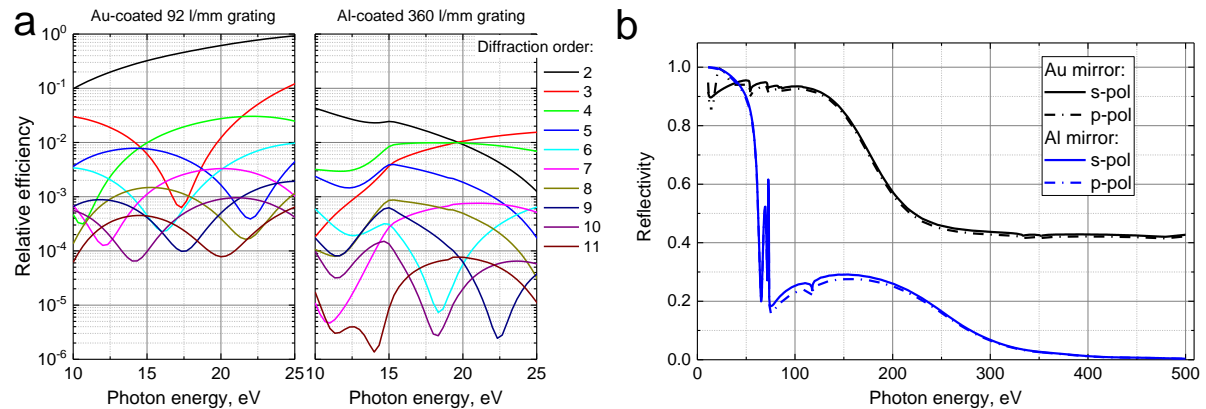 a
Au-coated 92 l/mm grating
Al-coated 360 l/mm grating
Relative efficiency
10^0
10^-1
10^-2
10^-3
10^-4
10^-5
10^-6
10 15 20 25
10 15 20 25
Photon energy, eV
Photon energy, eV
Diffraction order:
2
3
4
5
6
7
8
9
10
11
b
Reflectivity
1.0
0.8
0.6
0.4
0.2
0.0
0 100 200 300 400 500
Photon energy, eV
Au mirror:
s-pol
p-pol
Al mirror:
s-pol
p-pol